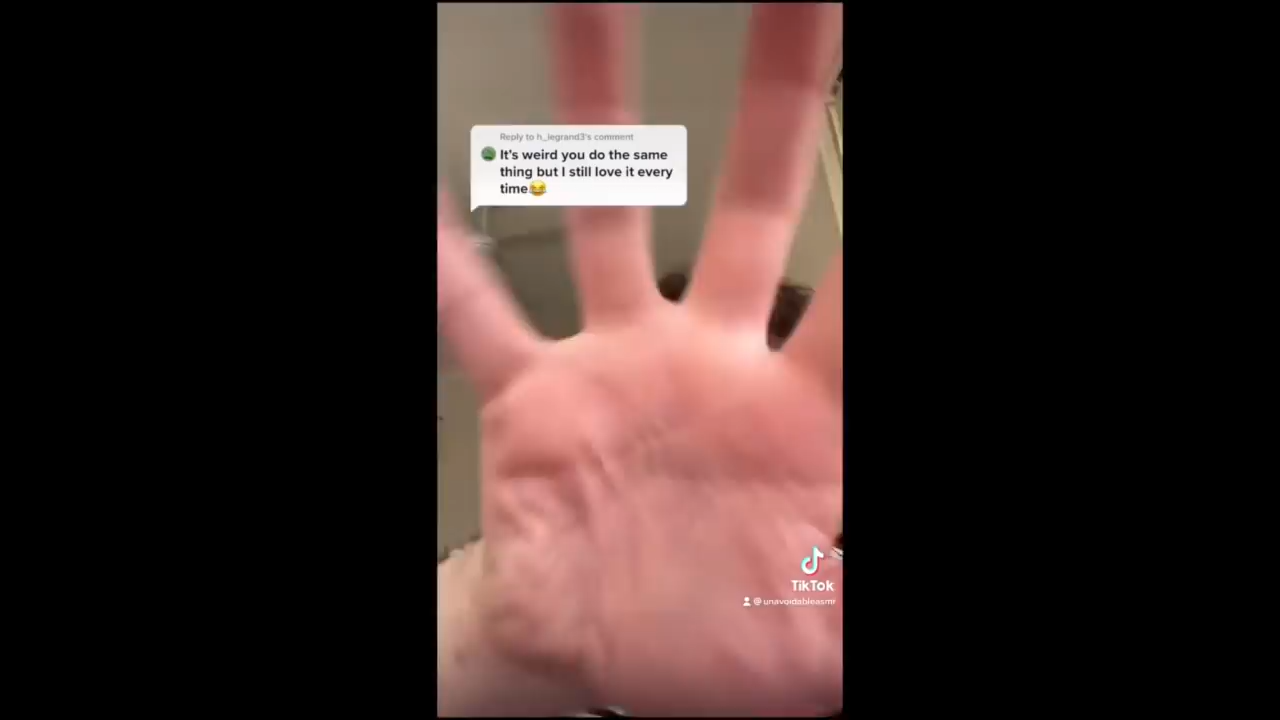 Reply to h_legrand3's comment
It's weird you do the same
thing but I still love it every
time😂
TikTok
@unavoidableasmr